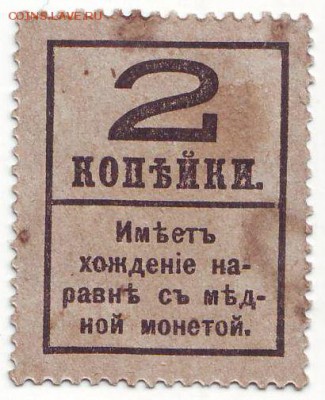 COINS.LAVE.RU
2
КОПѢЙКИ.
Имѣетъ
хожденіе на-
равнѣ съ мѣд-
ной монетой.